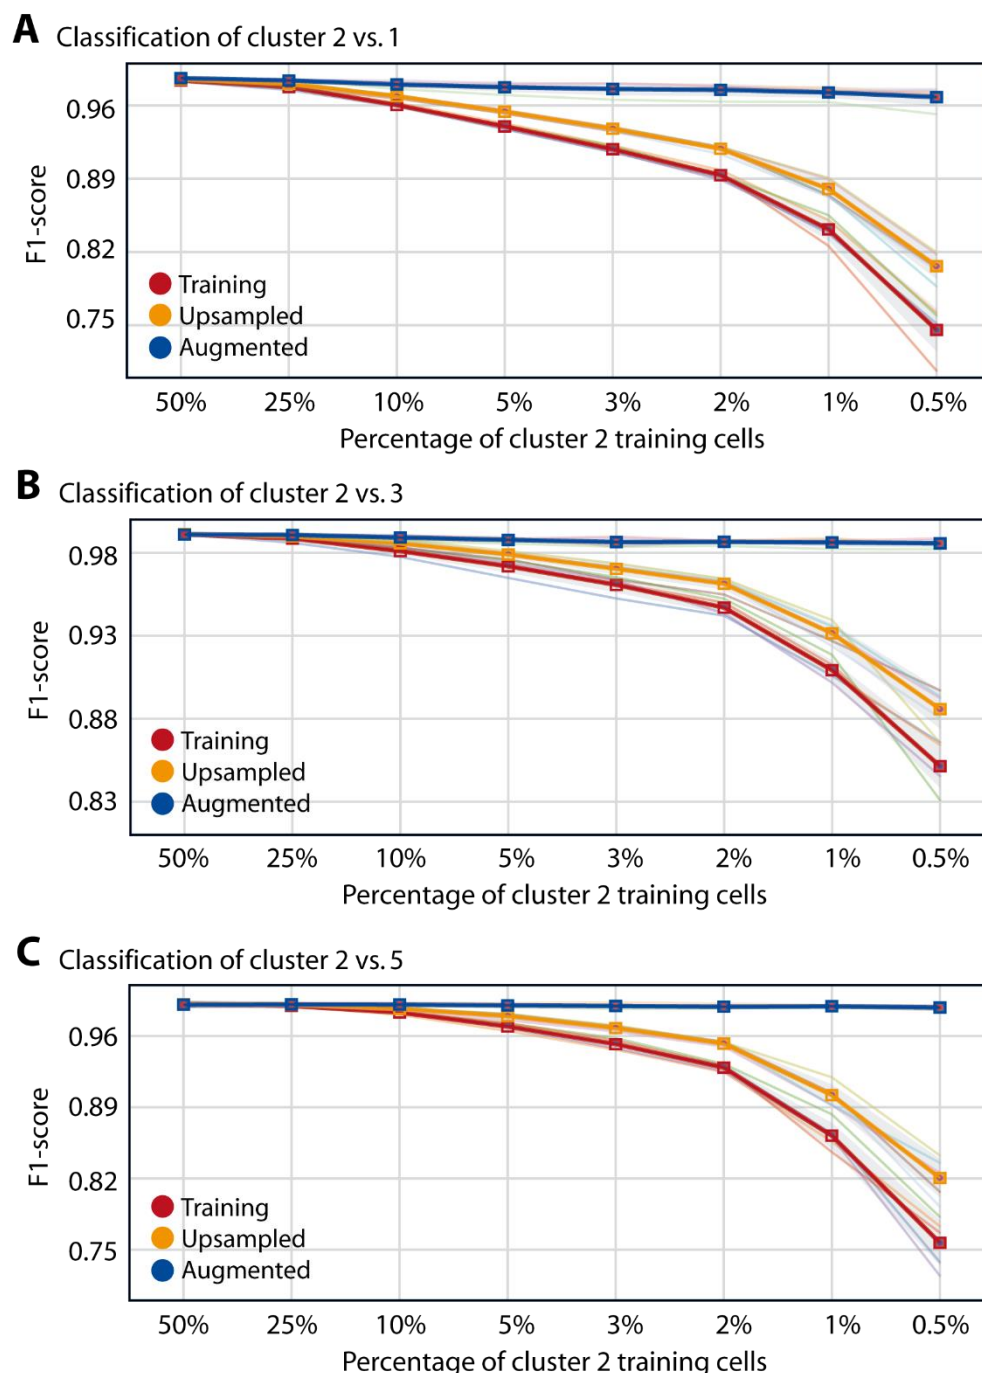 A Classification of cluster 2 vs. 1
F1-score
0.96
0.89
0.82
0.75
Training
Upsampled
Augmented
50% 25% 10% 5% 3% 2% 1% 0.5%
Percentage of cluster 2 training cells
B Classification of cluster 2 vs. 3
F1-score
0.98
0.93
0.88
0.83
Training
Upsampled
Augmented
50% 25% 10% 5% 3% 2% 1% 0.5%
Percentage of cluster 2 training cells
C Classification of cluster 2 vs. 5
F1-score
0.96
0.89
0.82
0.75
Training
Upsampled
Augmented
50% 25% 10% 5% 3% 2% 1% 0.5%
Percentage of cluster 2 training cells